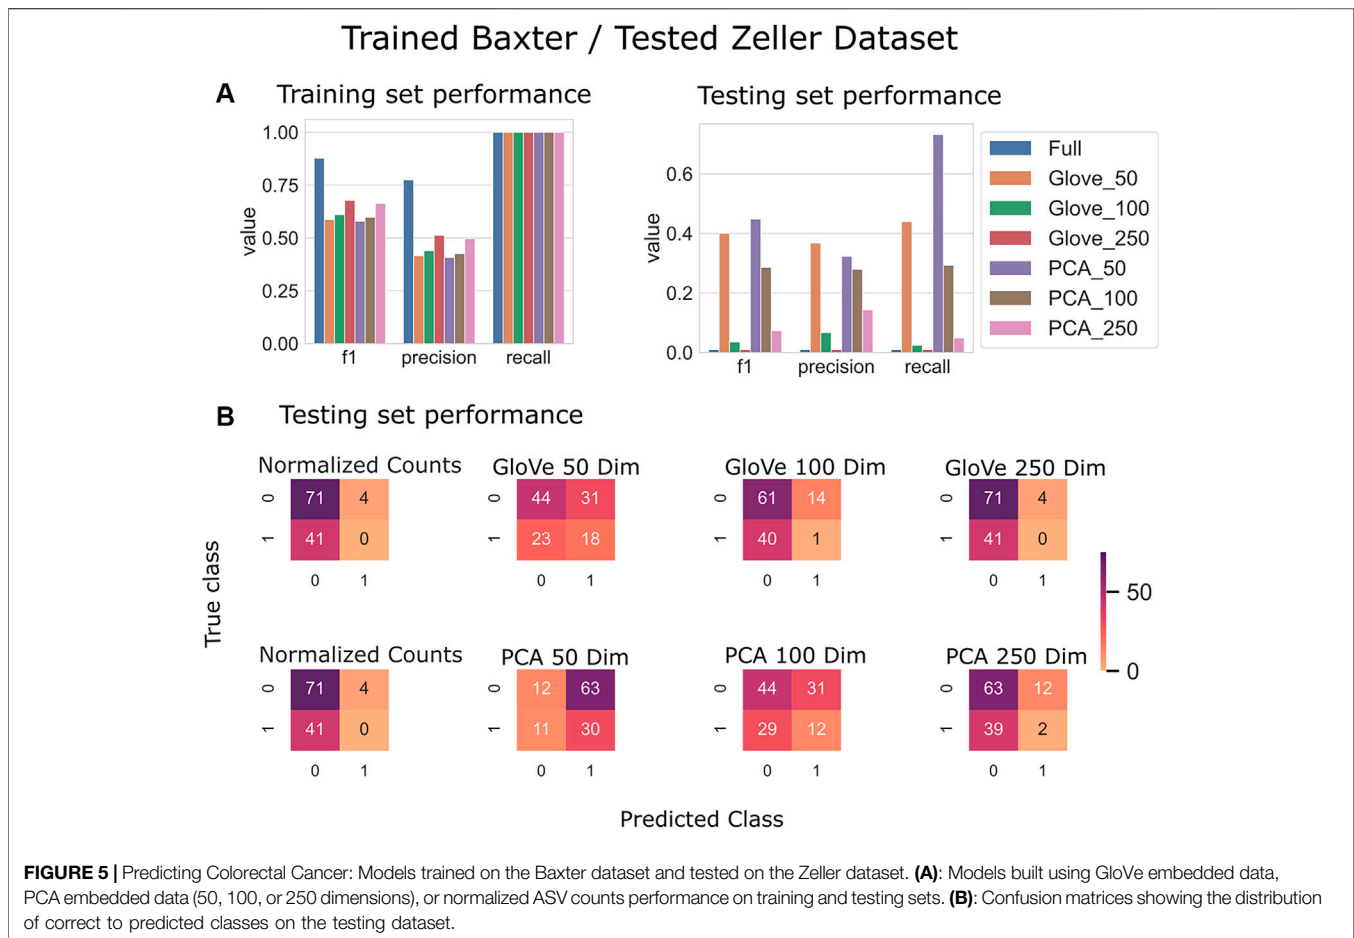 Trained Baxter / Tested Zeller Dataset
A Training set performance
Testing set performance
1.00
0.75
0.50
0.25
0.00
value
f1 precision recall
0.6
0.4
0.2
0.0
value
f1 precision recall
Full
Glove_50
Glove_100
Glove_250
PCA_50
PCA_100
PCA_250
B Testing set performance
True class
Normalized Counts
0 71 4
1 41 0
0 1
GloVe 50 Dim
0 44 31
1 23 18
0 1
GloVe 100 Dim
0 61 14
1 40 1
0 1
GloVe 250 Dim
0 71 4
1 41 0
0 1
50
0
Normalized Counts
0 71 4
1 41 0
0 1
PCA 50 Dim
0 12 63
1 11 30
0 1
PCA 100 Dim
0 44 31
1 29 12
0 1
PCA 250 Dim
0 63 12
1 39 2
0 1
Predicted Class
FIGURE 5 | Predicting Colorectal Cancer: Models trained on the Baxter dataset and tested on the Zeller dataset. (A): Models built using GloVe embedded data,
PCA embedded data (50, 100, or 250 dimensions), or normalized ASV counts performance on training and testing sets. (B): Confusion matrices showing the distribution
of correct to predicted classes on the testing dataset.